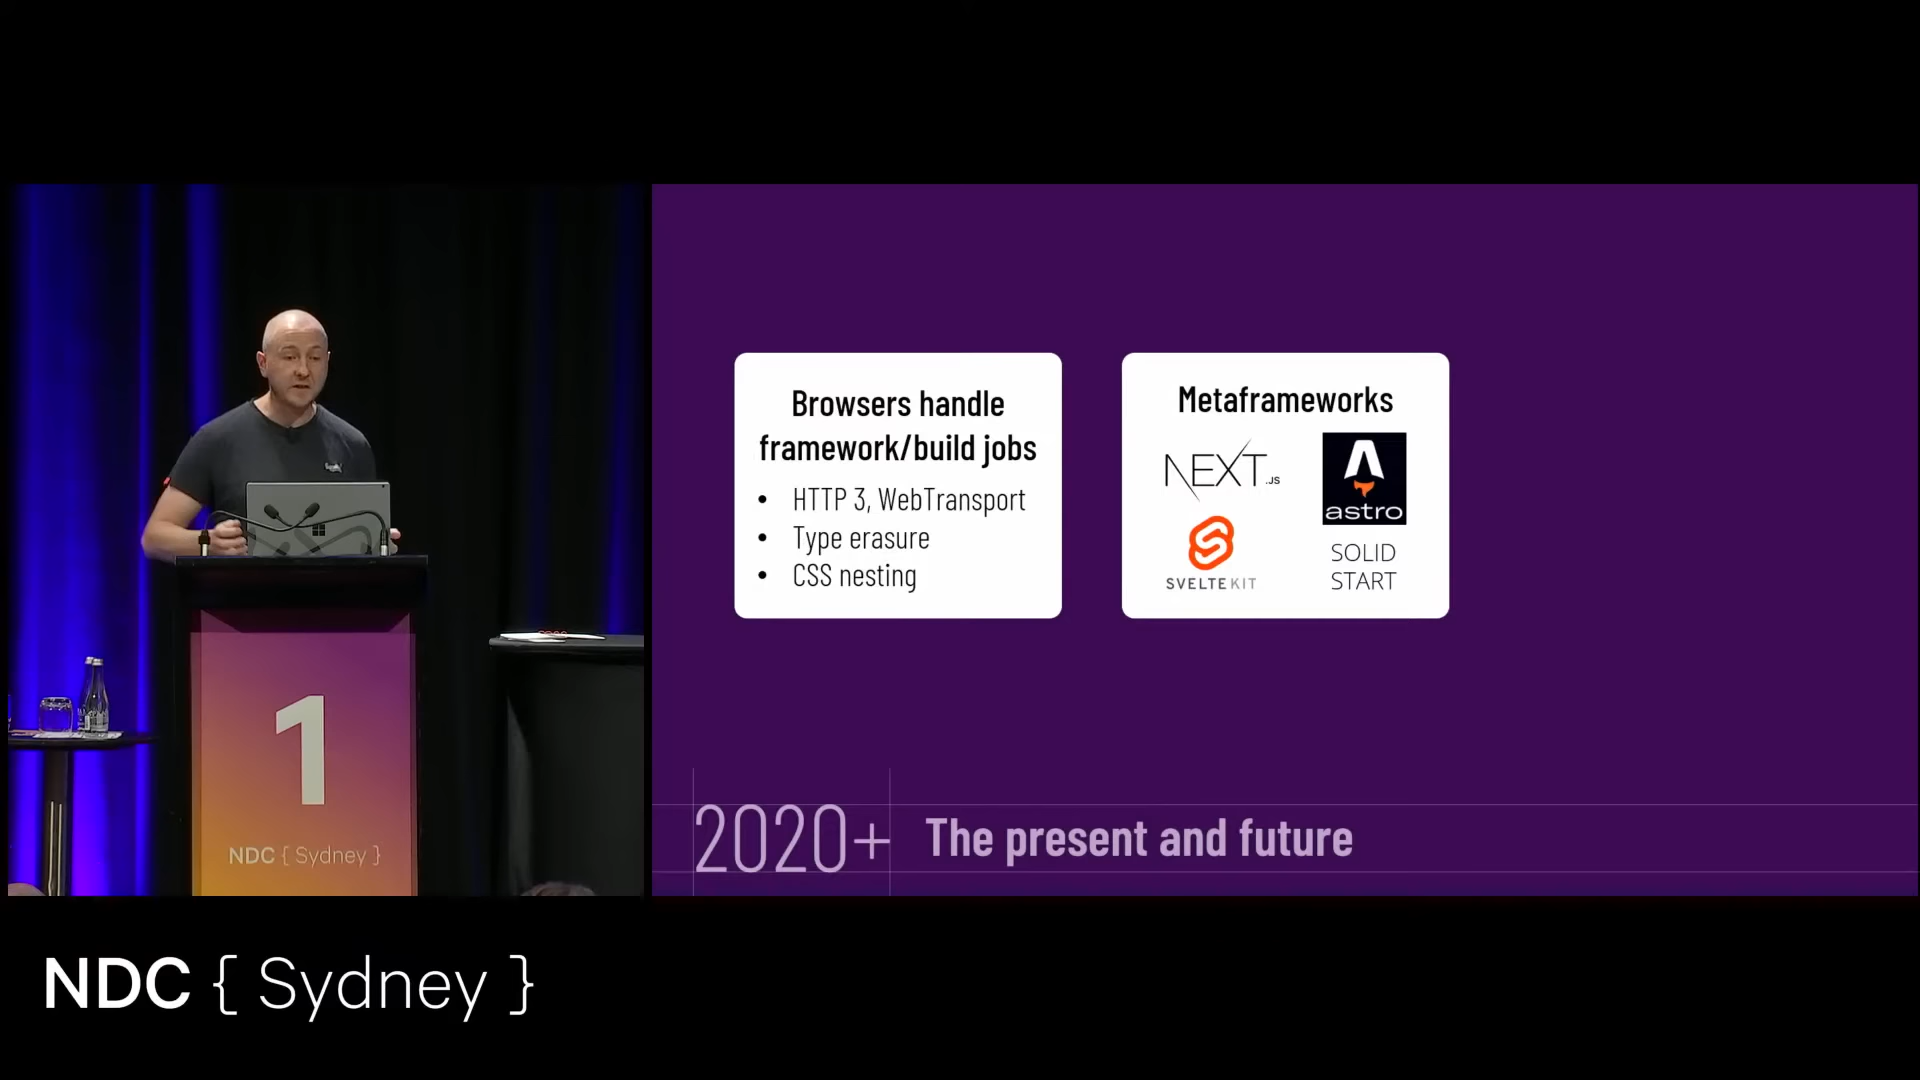 Browsers handle
framework/build jobs
• HTTP 3, WebTransport
• Type erasure
• CSS nesting
Metaframeworks
NEXT.JS
astro
SVELTEKIT
SOLID
START
2020+ The present and future
1
NDC { Sydney }
NDC { Sydney }